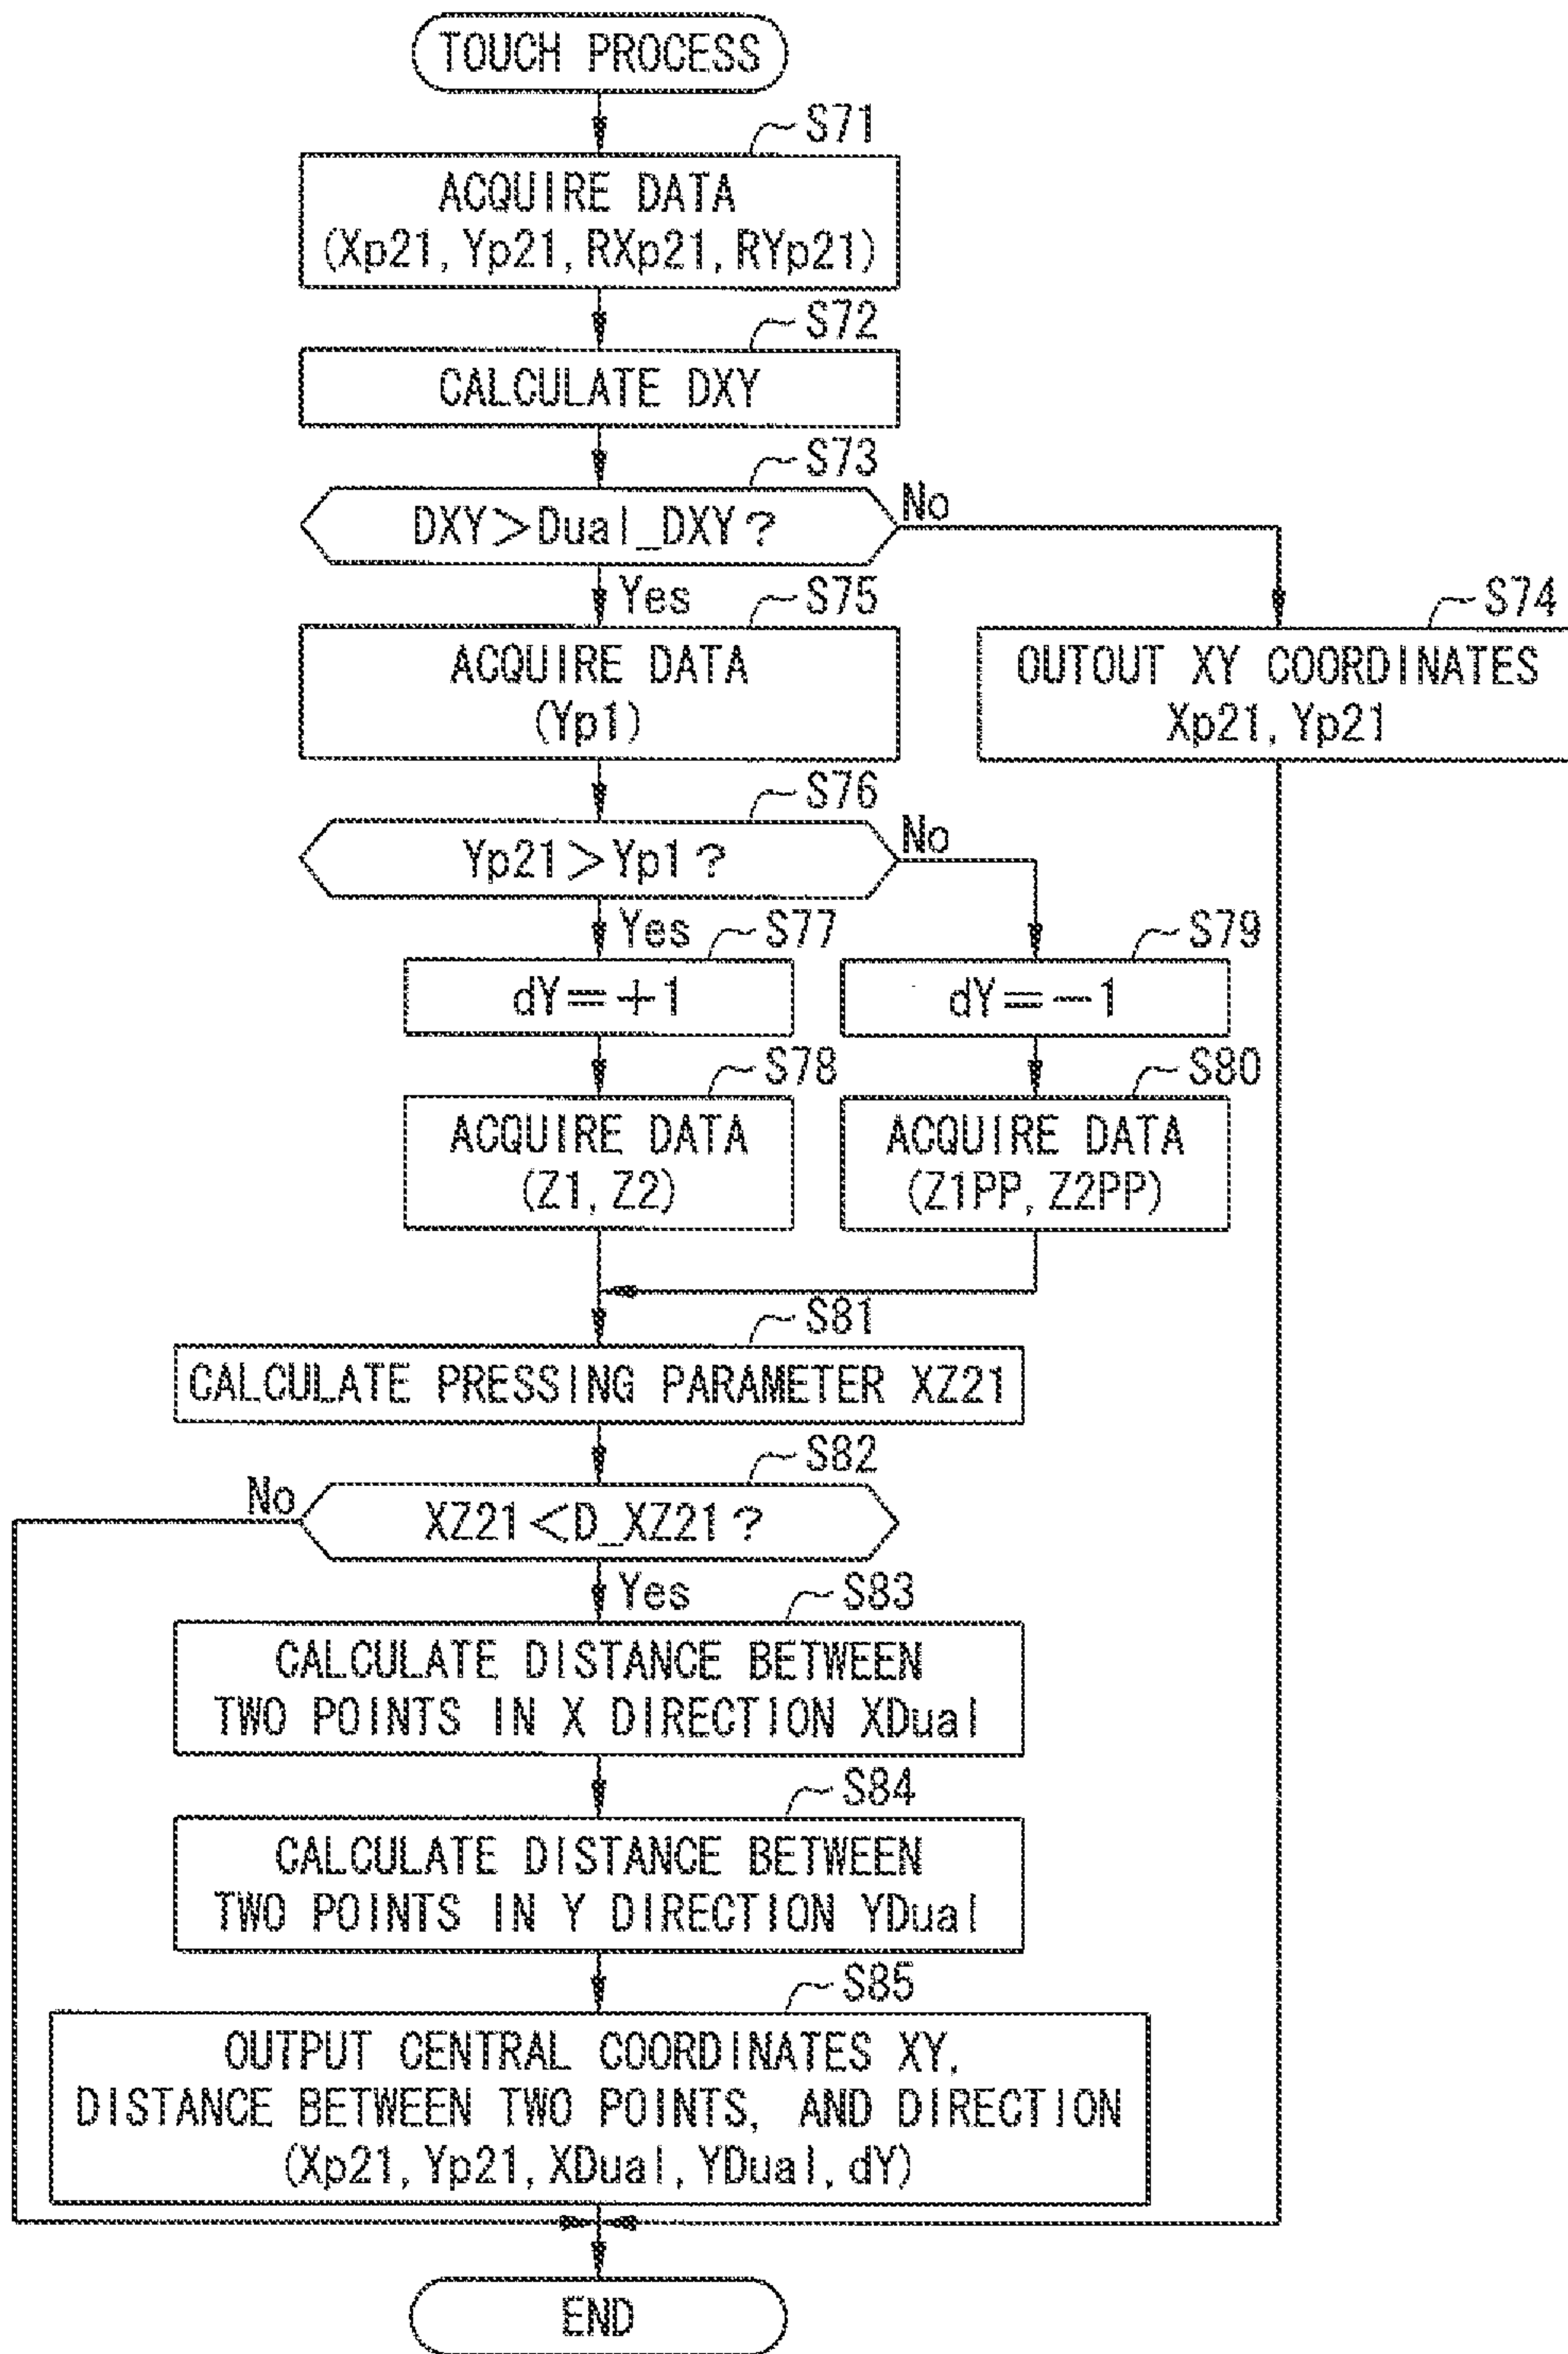 TOUCH PROCESS
S71
ACQUIRE DATA
(Xp21, Yp21, RXp21, RYp21)
S72
CALCULATE DXY
S73
DXY>Dual_DXY?
No
Yes
S75
ACQUIRE DATA
(Yp1)
S74
OUTOUT XY COORDINATES
Xp21, Yp21
S76
Yp21>Yp1?
No
Yes
S77
dY=+1
S79
dY=-1
S78
ACQUIRE DATA
(Z1, Z2)
S80
ACQUIRE DATA
(Z1PP, Z2PP)
S81
CALCULATE PRESSING PARAMETER XZ21
S82
No
XZ21<D_XZ21?
Yes
S83
CALCULATE DISTANCE BETWEEN
TWO POINTS IN X DIRECTION XDual
S84
CALCULATE DISTANCE BETWEEN
TWO POINTS IN Y DIRECTION YDual
S85
OUTPUT CENTRAL COORDINATES XY,
DISTANCE BETWEEN TWO POINTS, AND DIRECTION
(Xp21, Yp21, XDual, YDual, dY)
END